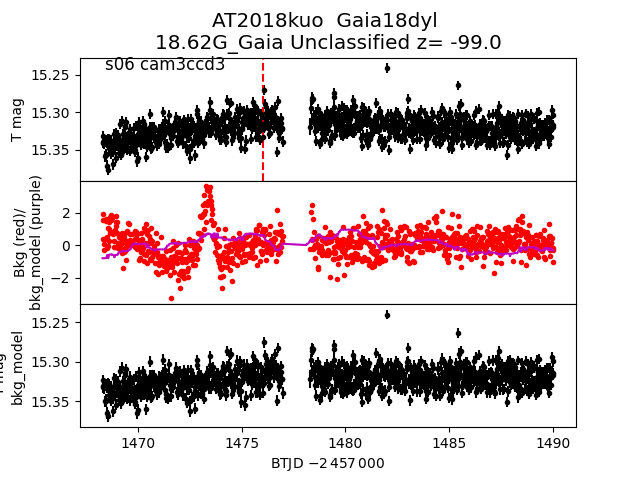 AT2018kuo Gaia18dyl
18.62G_Gaia Unclassified z= -99.0
s06 cam3ccd3
T mag
15.25
15.30
15.35
Bkg (red)/
bkg_model (purple)
2
0
−2
bkg_model
15.25
15.30
15.35
1470
1475
1480
1485
1490
BTJD −2 457 000